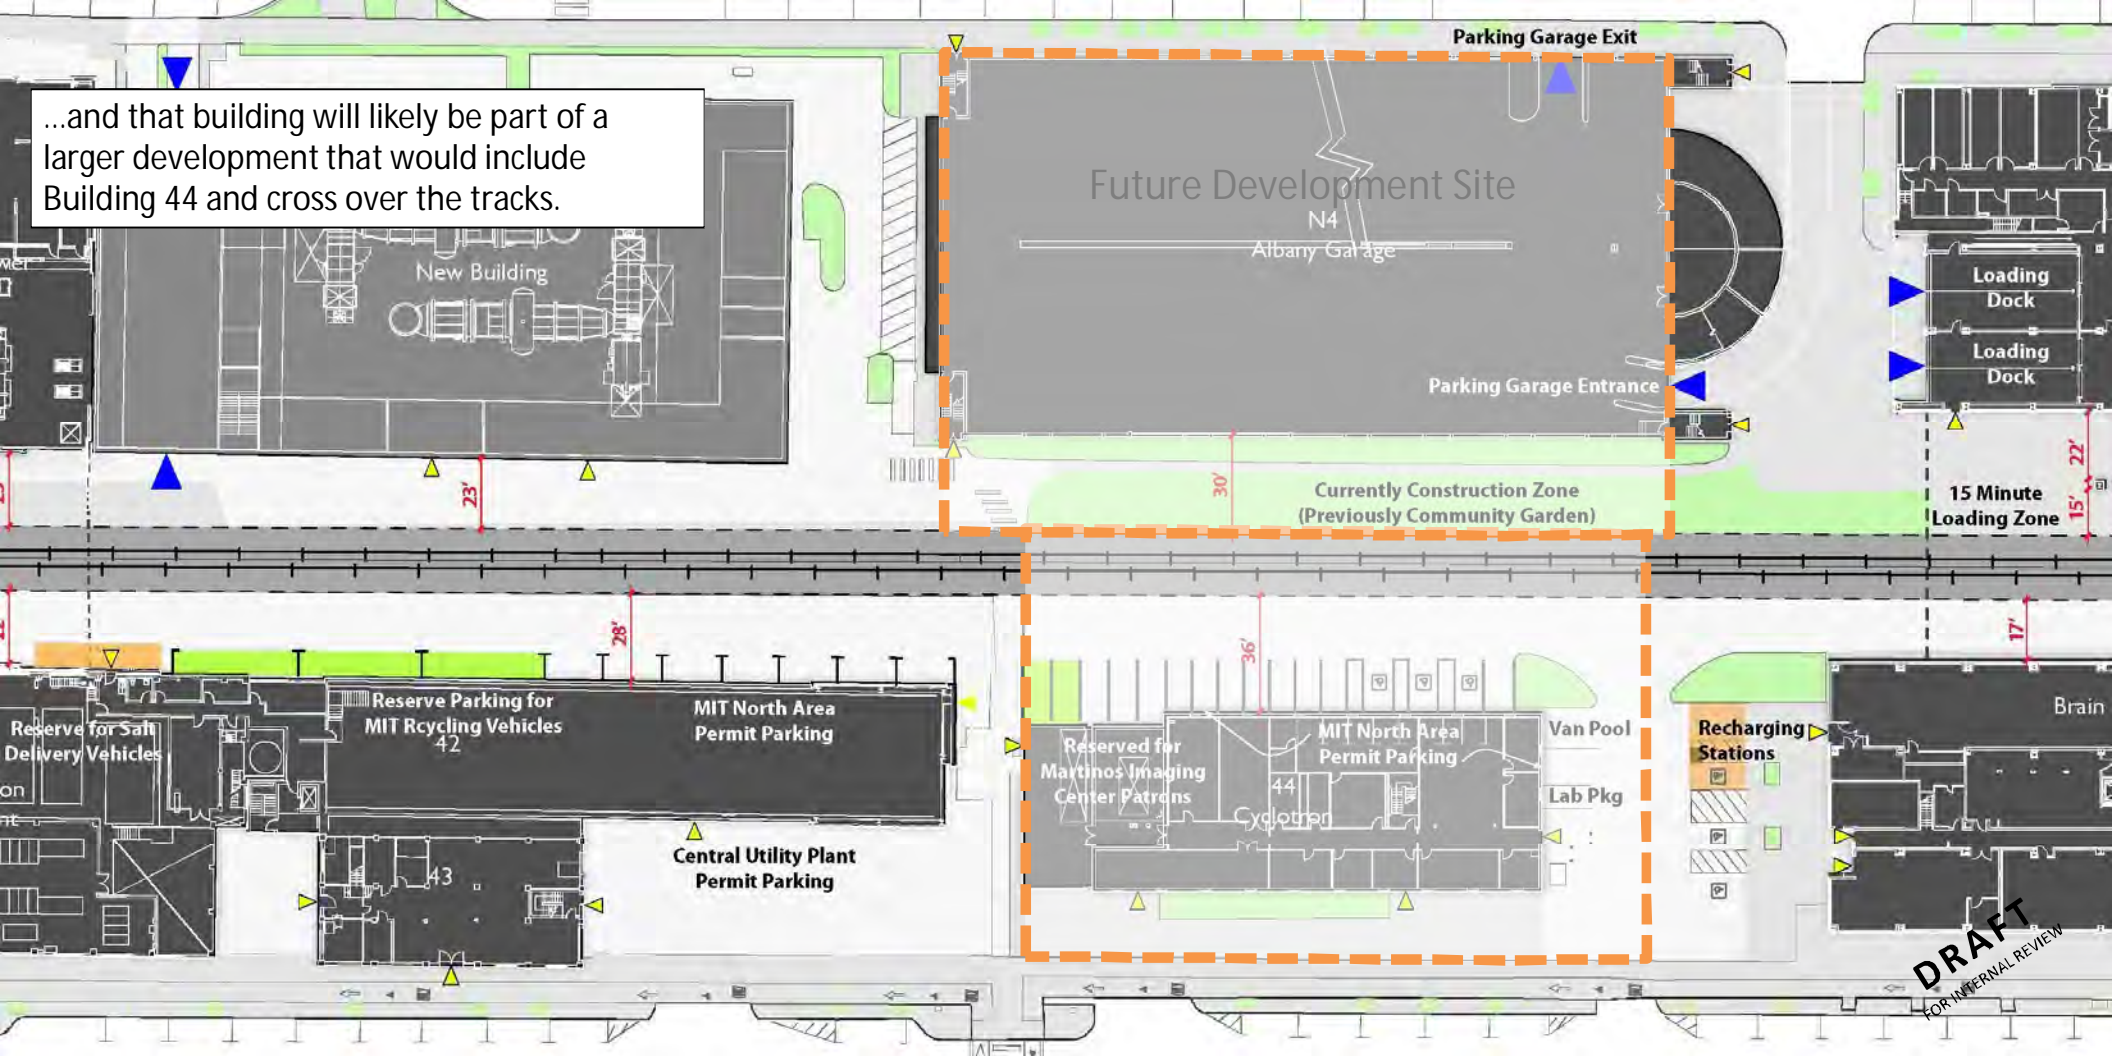 Parking Garage Exit
...and that building will likely be part of a
larger development that would include
Building 44 and cross over the tracks.
Future Development Site
N4
Albany Garage
New Building
Loading
Dock
Loading
Dock
Parking Garage Entrance
23'
30'
Currently Construction Zone
(Previously Community Garden)
15 Minute
Loading Zone
22'
15'
28'
36'
17'
Reserve for Salt
Delivery Vehicles
Reserve Parking for
MIT Rcycling Vehicles
42
MIT North Area
Permit Parking
Reserved for
Martinos Imaging
Center Patrons
MIT North Area
Permit Parking
44
Cyclotron
Van Pool
Lab Pkg
Recharging
Stations
Brain
43
Central Utility Plant
Permit Parking
DRAFT
FOR INTERNAL REVIEW